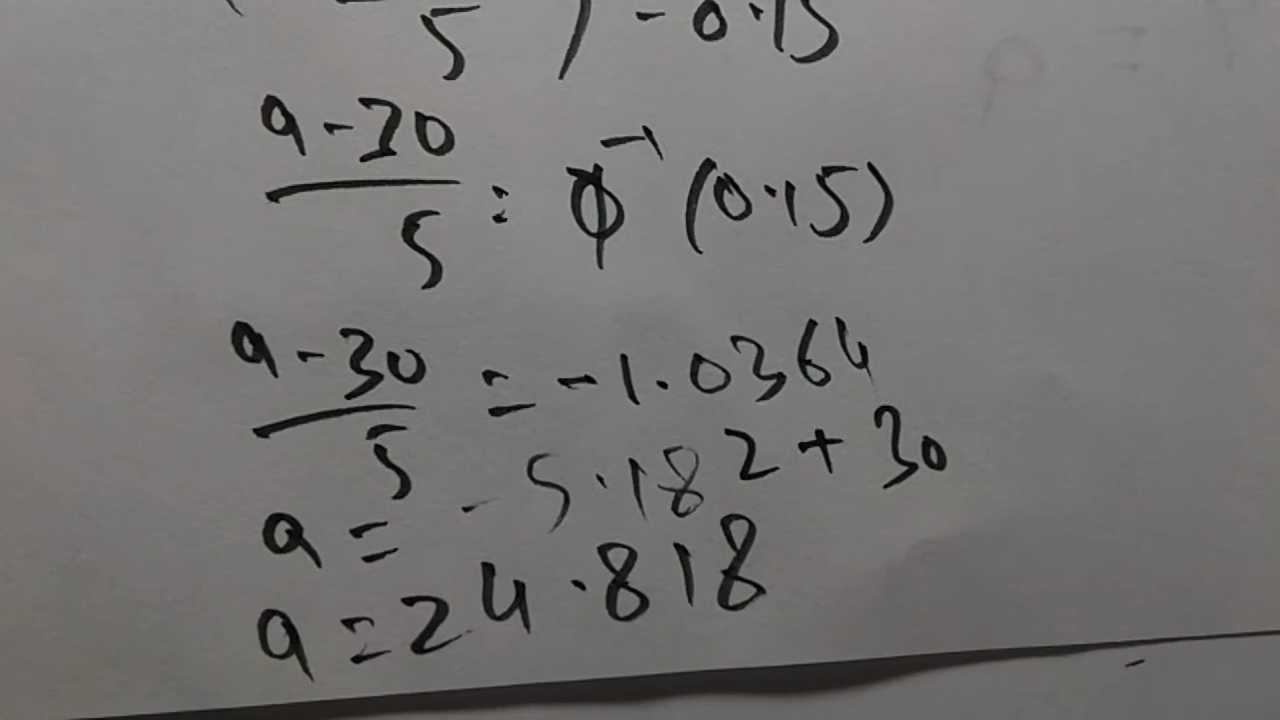 5 ) - 0.15
a - 30
5 : ϕ⁻¹ (0.15)
a - 30
5 = -1.0364
a = -5.182 + 30
a = 24.818